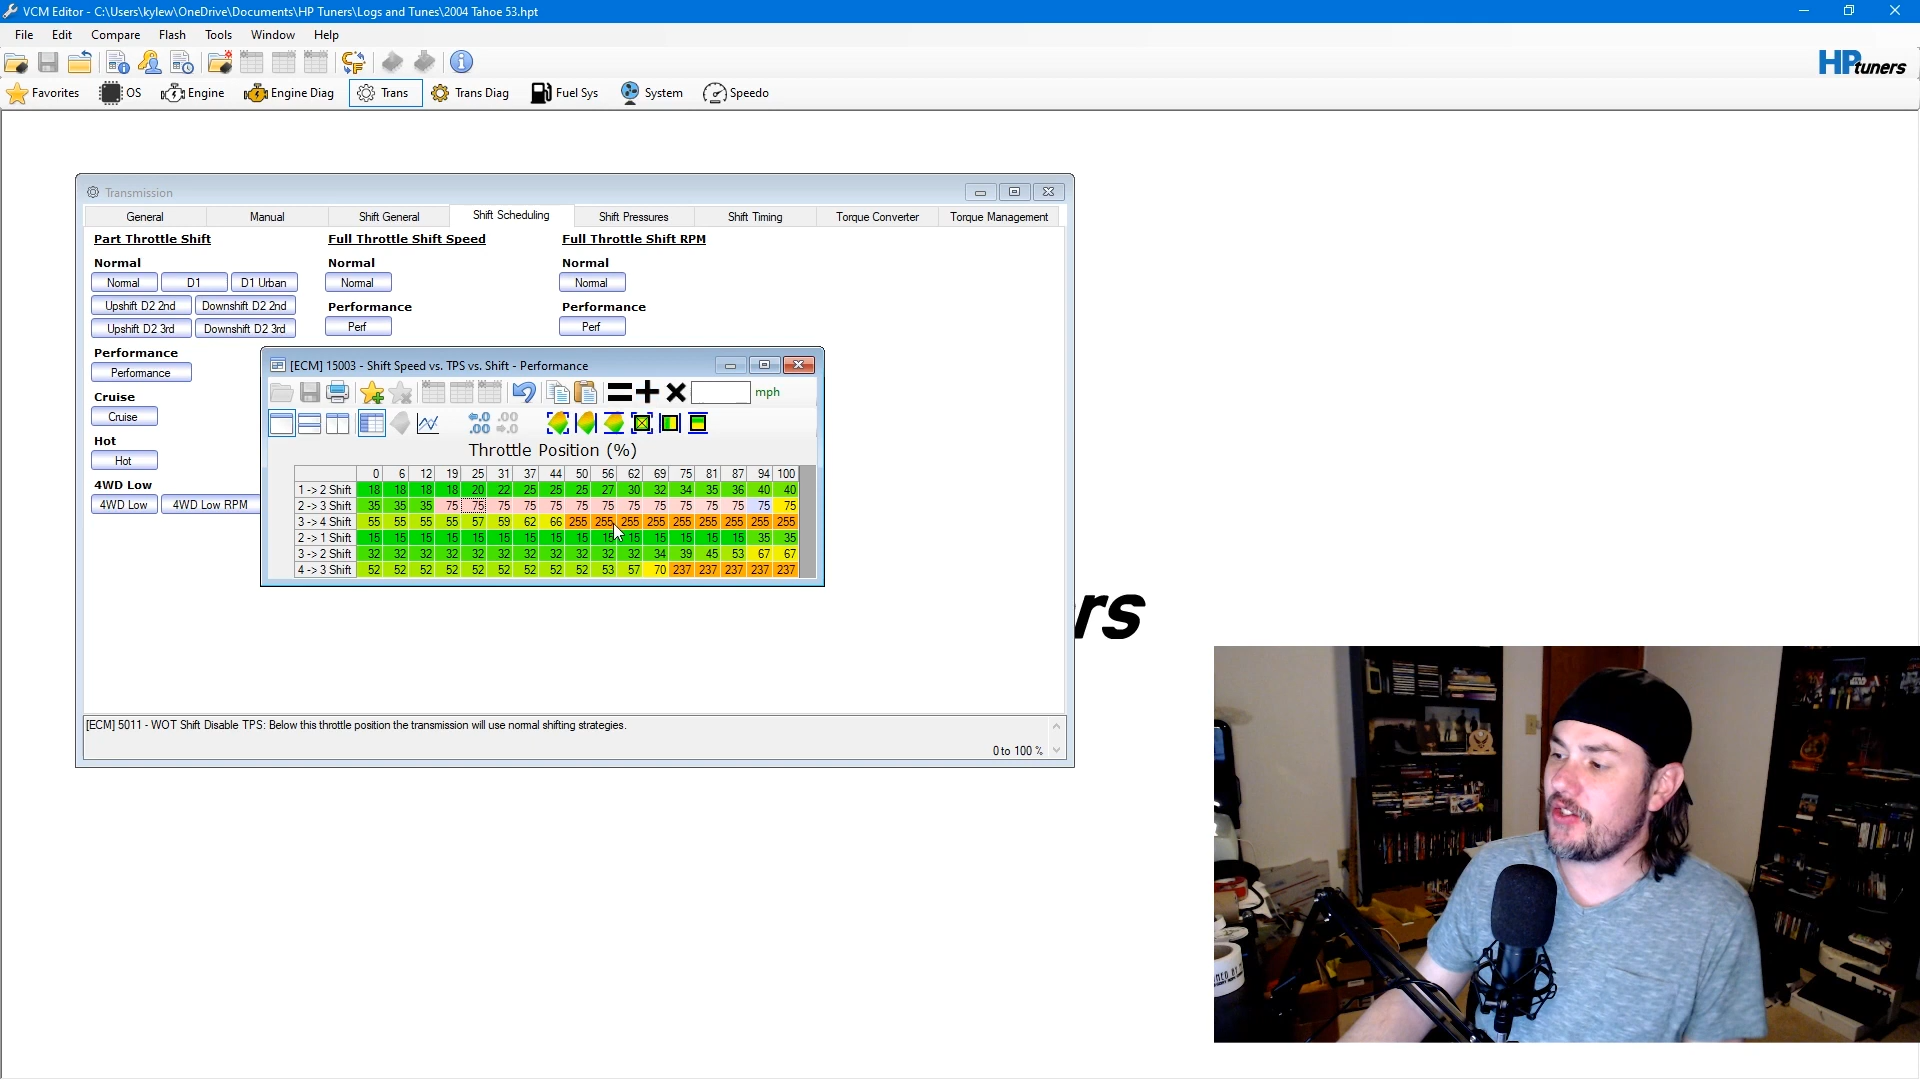 VCM Editor - C:\Users\kylew\OneDrive\Documents\HP Tuners\Logs and Tunes\2004 Tahoe 53.hpt
File Edit Compare Flash Tools Window Help
HPtuners
Favorites OS Engine Engine Diag Trans Trans Diag Fuel Sys System Speedo
Transmission
General Manual Shift General Shift Scheduling Shift Pressures Shift Timing Torque Converter Torque Management
Part Throttle Shift Full Throttle Shift Speed Full Throttle Shift RPM
Normal Normal Normal
Normal D1 D1 Urban Normal Normal
Upshift D2 2nd Downshift D2 2nd Performance Performance
Upshift D2 3rd Downshift D2 3rd Perf Perf
Performance
Performance
Cruise
Cruise
Hot
Hot
4WD Low
4WD Low 4WD Low RPM
[ECM] 15003 - Shift Speed vs. TPS vs. Shift - Performance
mph
Throttle Position (%)
0 6 12 19 25 31 37 44 50 56 62 69 75 81 87 94 100
1 -> 2 Shift 18 18 18 18 20 22 25 25 25 27 30 32 34 35 36 40 40
2 -> 3 Shift 35 35 35 75 75 75 75 75 75 75 75 75 75 75 75 75 75
3 -> 4 Shift 55 55 55 55 57 59 62 66 255 255 255 255 255 255 255 255 255
2 -> 1 Shift 15 15 15 15 15 15 15 15 15 15 15 15 15 15 15 35 35
3 -> 2 Shift 32 32 32 32 32 32 32 32 32 32 32 34 39 45 53 67 67
4 -> 3 Shift 52 52 52 52 52 52 52 52 52 53 57 70 237 237 237 237 237
ers
[ECM] 5011 - WOT Shift Disable TPS: Below this throttle position the transmission will use normal shifting strategies.
0 to 100 %